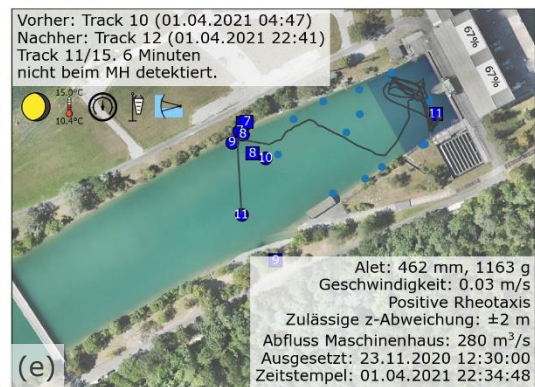 Vorher: Track 10 (01.04.2021 04:47)
Nachher: Track 12 (01.04.2021 22:41)
Track 11/15. 6 Minuten
nicht beim MH detektiert.
15.0°C
10.4°C
67%
67%
7
8
9
8
10
11
11
9
Alet: 462 mm, 1163 g
Geschwindigkeit: 0.03 m/s
Positive Rheotaxis
Zulässige z-Abweichung: ±2 m
Abfluss Maschinenhaus: 280 m³/s
Ausgesetzt: 23.11.2020 12:30:00
Zeitstempel: 01.04.2021 22:34:48
(e)